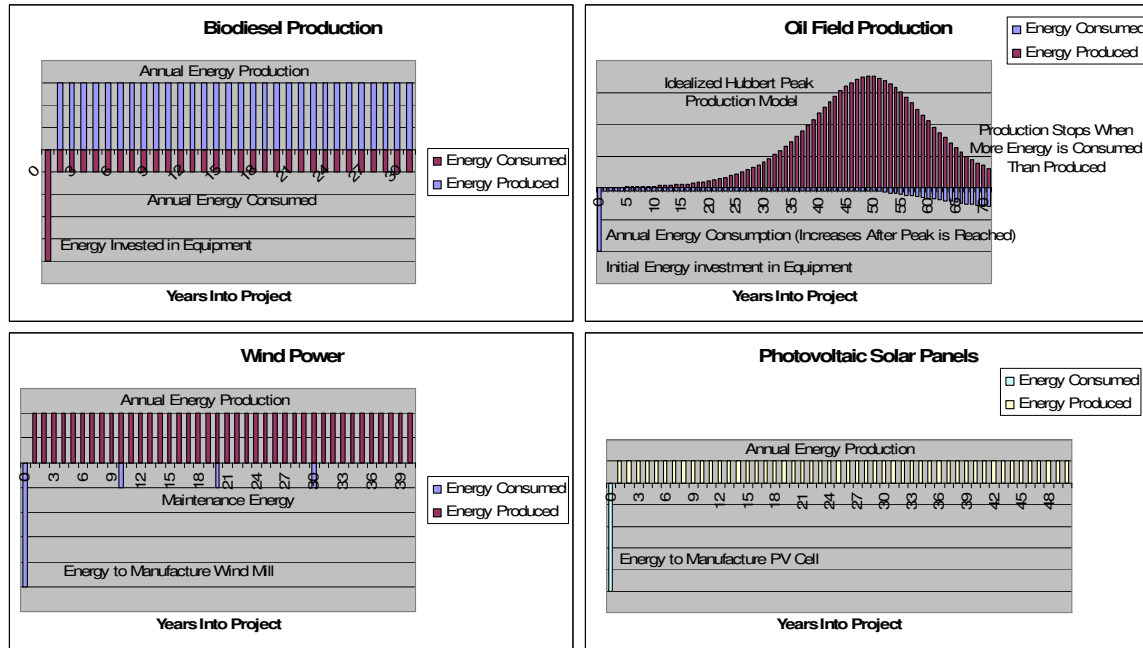 Biodiesel Production
Annual Energy Production
0 3 6 9 12 15 18 21 24 27 30
Energy Consumed
Energy Produced
Annual Energy Consumed
Energy Invested in Equipment
Years Into Project
Oil Field Production
Energy Consumed
Energy Produced
Idealized Hubbert Peak
Production Model
Production Stops When
More Energy is Consumed
Than Produced
0 5 10 15 20 25 30 35 40 45 50 55 60 65 70
Annual Energy Consumption (Increases After Peak is Reached)
Initial Energy investment in Equipment
Years Into Project
Wind Power
Annual Energy Production
0 3 6 9 12 15 18 21 24 27 30 33 36 39
Energy Consumed
Energy Produced
Maintenance Energy
Energy to Manufacture Wind Mill
Years Into Project
Photovoltaic Solar Panels
Energy Consumed
Energy Produced
Annual Energy Production
0 3 6 9 12 15 18 21 24 27 30 33 36 39 42 45 48
Energy to Manufacture PV Cell
Years Into Project